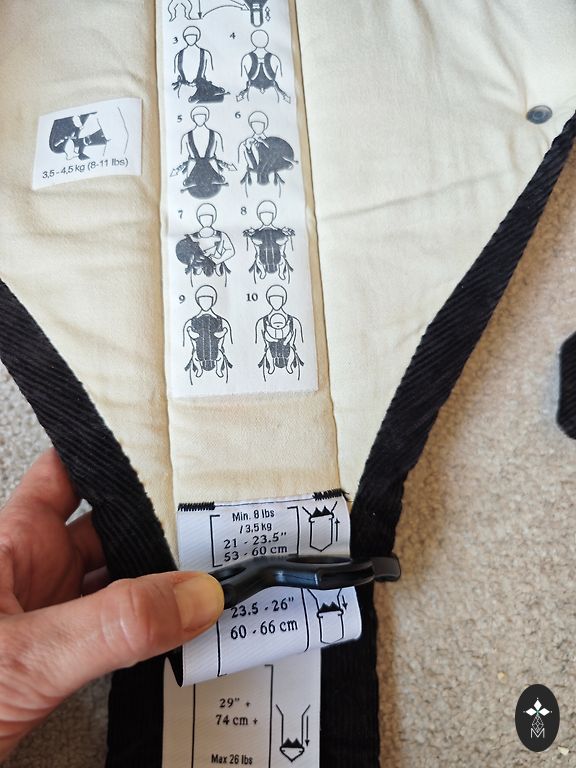 3
4
5
6
3,5 - 4,5 kg (8-11 lbs)
7
8
9
10
Min. 8 lbs
/ 3,5 kg
21 - 23.5"
53 - 60 cm
23.5 - 26"
60 - 66 cm
29" +
74 cm +
Max 26 lbs
M